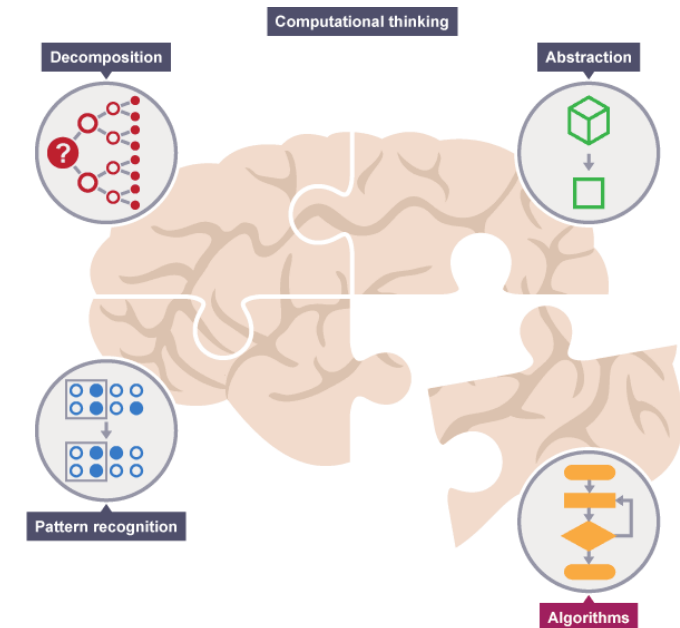 Computational thinking
Decomposition
Abstraction
?
Pattern recognition
Algorithms